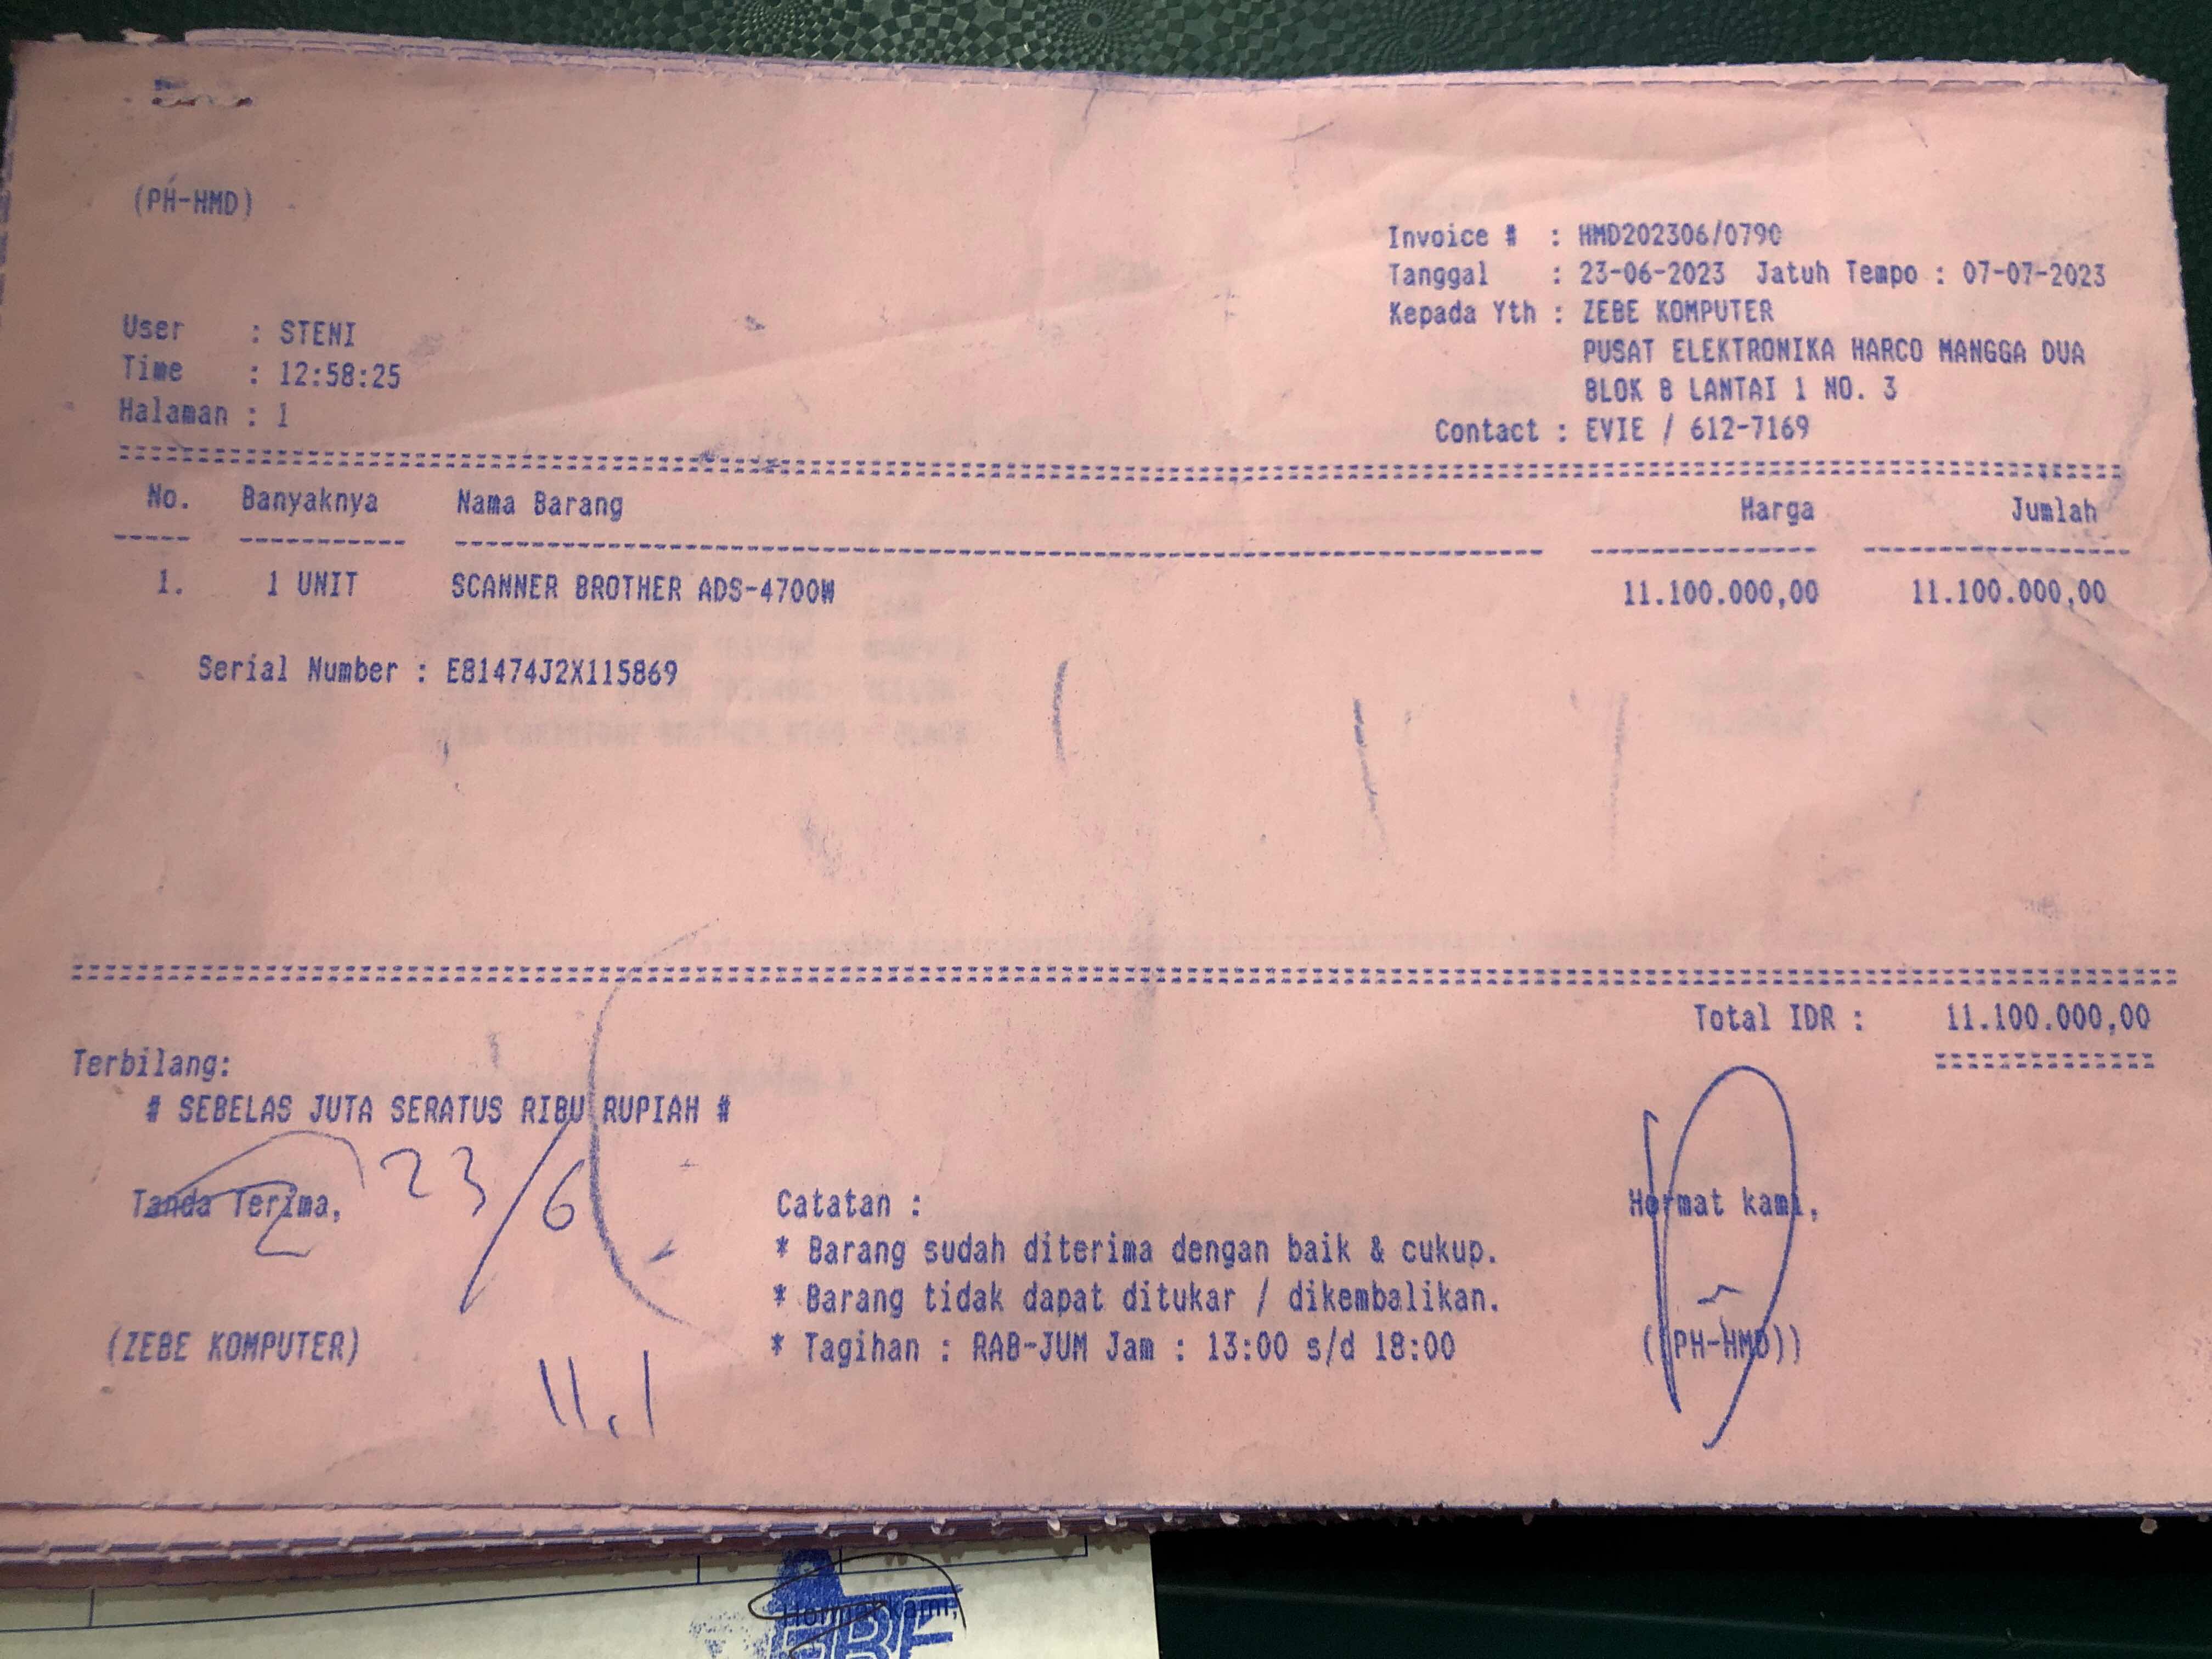 (PH-HMD)
Invoice # : HMD202306/0790
Tanggal : 23-06-2023 Jatuh Tempo : 07-07-2023
Kepada Yth : ZEBE KOMPUTER
PUSAT ELEKTRONIKA HARCO MANGGA DUA
BLOK B LANTAI 1 NO. 3
Contact : EVIE / 612-7169
User : STENI
Time : 12:58:25
Halaman : 1
No. Banyaknya Nama Barang Harga Jumlah
1. 1 UNIT SCANNER BROTHER ADS-4700W 11.100.000,00 11.100.000,00
Serial Number : E81474J2X115869
Total IDR : 11.100.000,00
Terbilang:
# SEBELAS JUTA SERATUS RIBU RUPIAH #
23/6
Tanda Terima,
(ZEBE KOMPUTER)
11.1
Catatan :
* Barang sudah diterima dengan baik & cukup.
* Barang tidak dapat ditukar / dikembalikan.
* Tagihan : RAB-JUM Jam : 13:00 s/d 18:00
Hormat kami,
((PH-HMD))
Hormat kami,